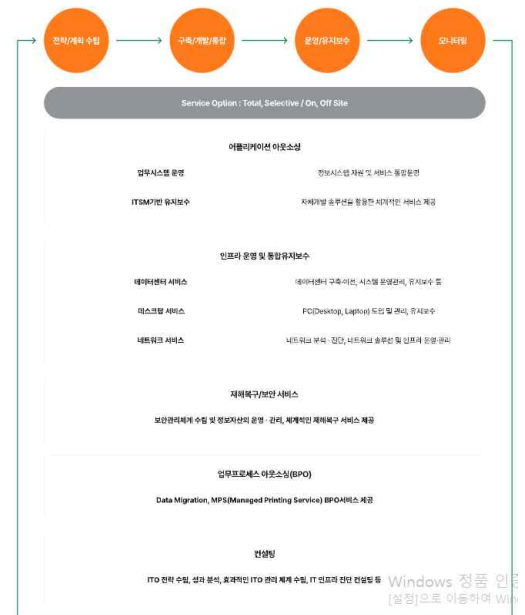 전략/계획 수립
구축/개발/통합
운영/유지보수
모니터링
Service Option : Total, Selective / On, Off Site
어플리케이션 아웃소싱
업무시스템 운영
정보시스템 자원 및 서비스 통합운영
ITSM기반 유지보수
자체개발 솔루션을 활용한 체계적인 서비스 제공
인프라 운영 및 통합유지보수
데이터센터 서비스
데이터센터 구축·이전, 시스템 운영관리, 유지보수 등
데스크탑 서비스
PC(Desktop, Laptop) 도입 및 관리, 유지보수
네트워크 서비스
네트워크 분석 · 진단, 네트워크 솔루션 및 인프라 운영·관리
재해복구/보안 서비스
보안관리체계 수립 및 정보자산의 운영 · 관리, 체계적인 재해복구 서비스 제공
업무프로세스 아웃소싱(BPO)
Data Migration, MPS(Managed Printing Service) BPO서비스 제공
컨설팅
ITO 전략 수립, 성과 분석, 효과적인 ITO 관리 체계 수립, IT 인프라 진단 컨설팅 등
Windows 정품 인증
[설정]으로 이동하여 Win